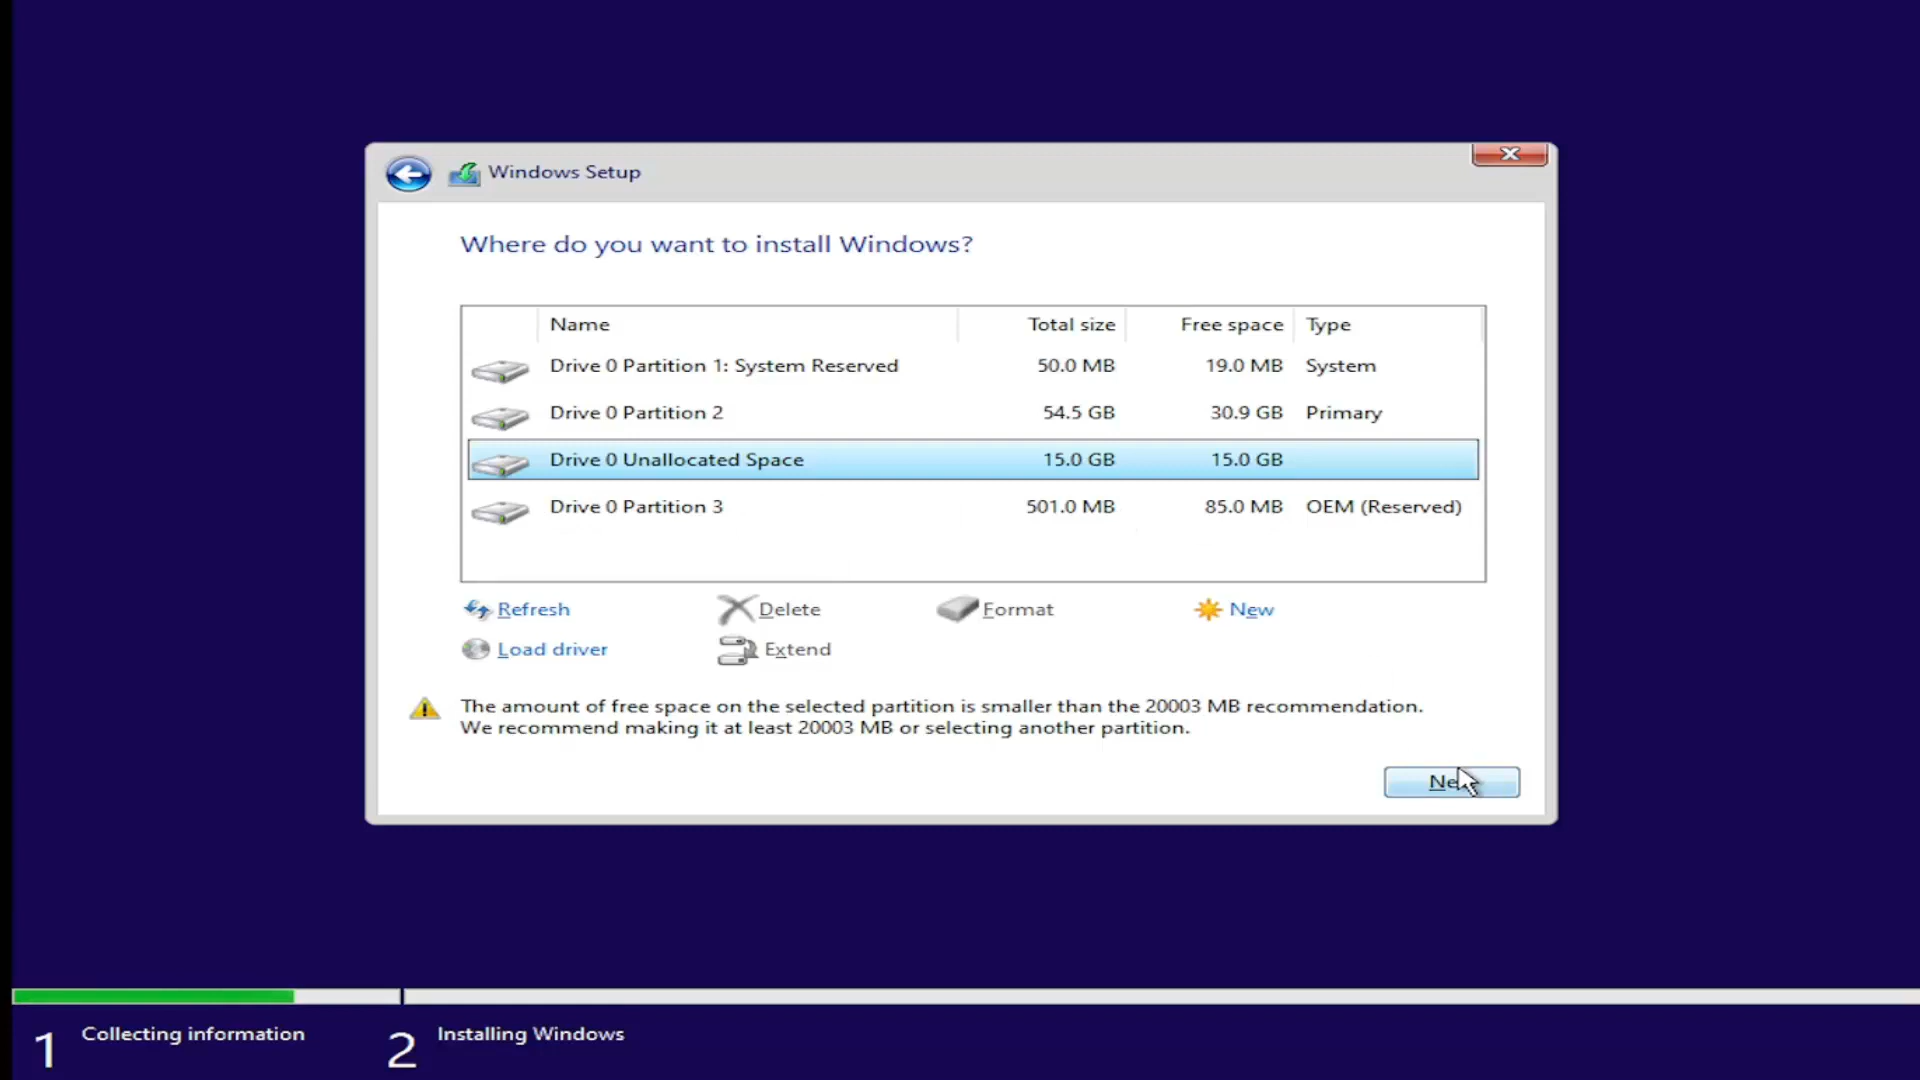 Windows Setup
Where do you want to install Windows?
Name Total size Free space Type
Drive 0 Partition 1: System Reserved 50.0 MB 19.0 MB System
Drive 0 Partition 2 54.5 GB 30.9 GB Primary
Drive 0 Unallocated Space 15.0 GB 15.0 GB
Drive 0 Partition 3 501.0 MB 85.0 MB OEM (Reserved)
Refresh Delete Format New
Load driver Extend
The amount of free space on the selected partition is smaller than the 20003 MB recommendation.
We recommend making it at least 20003 MB or selecting another partition.
1 Collecting information 2 Installing Windows